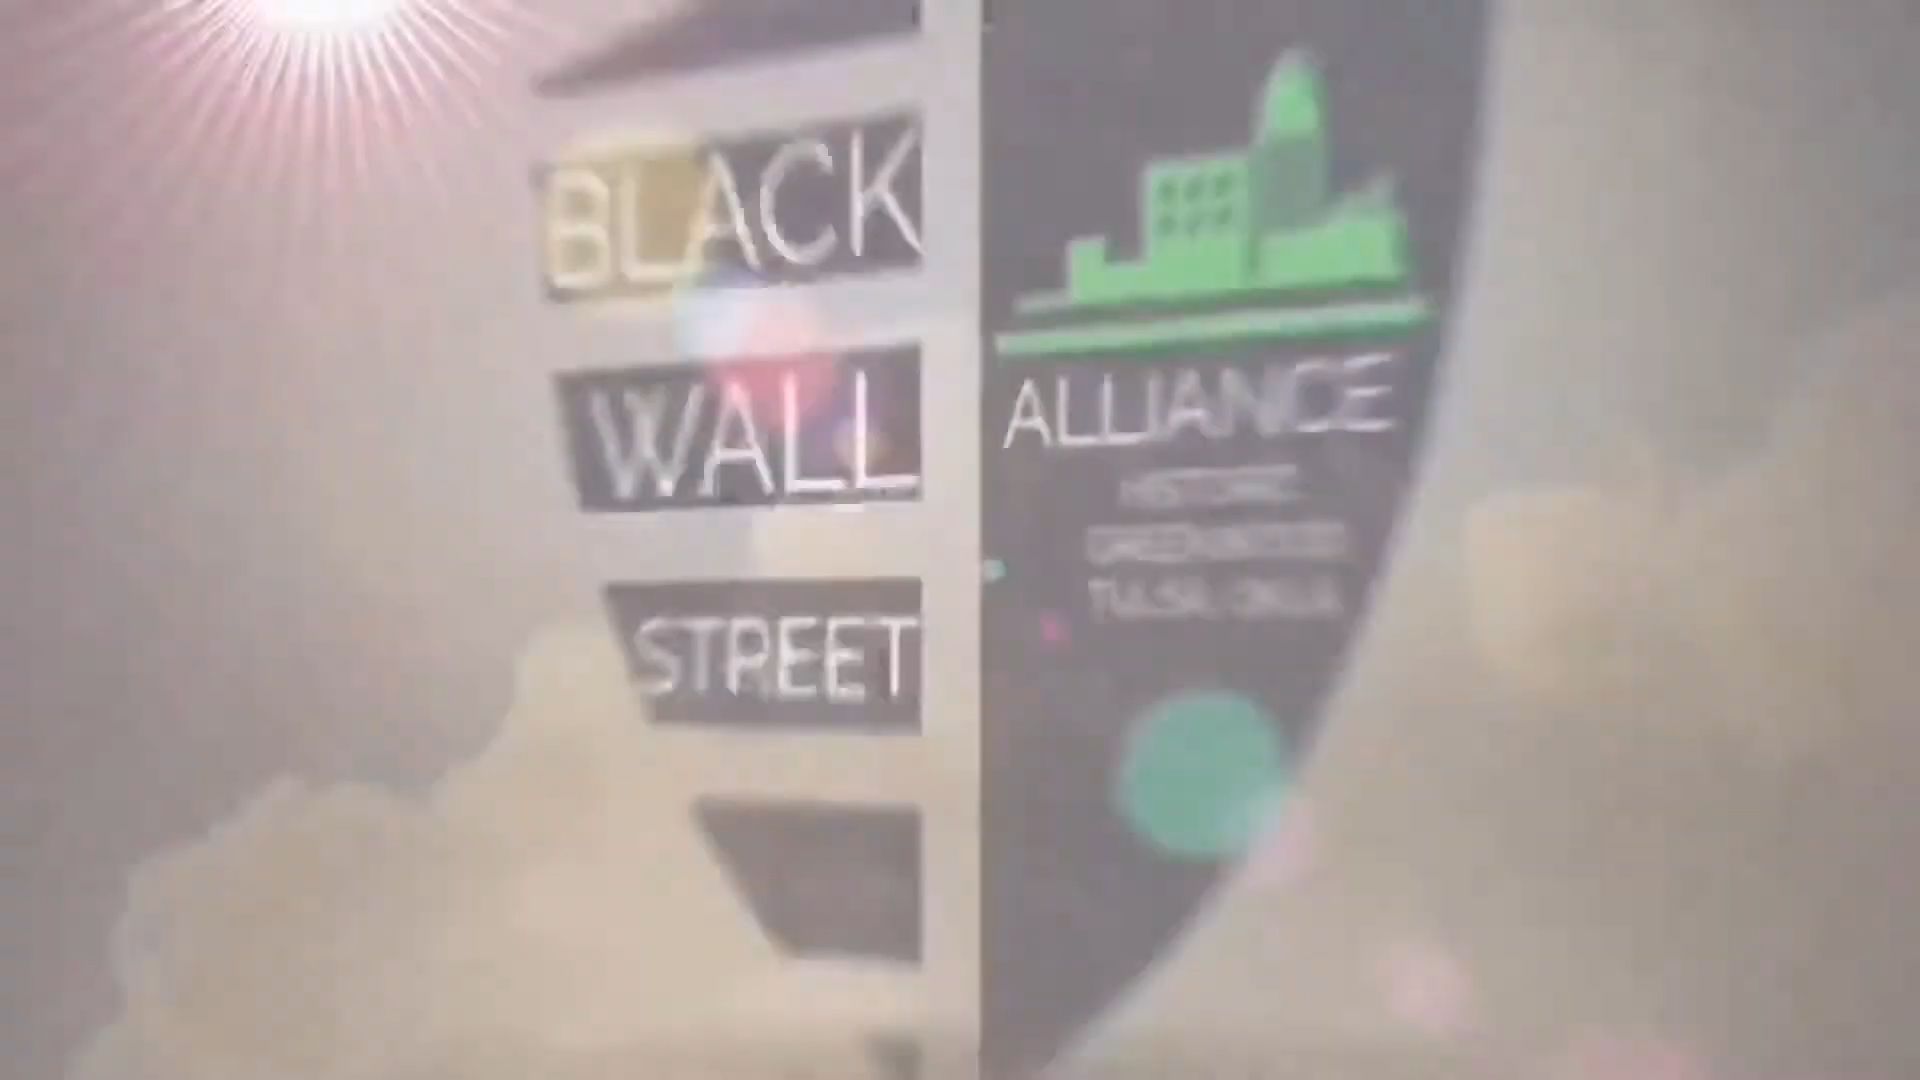 BLACK
WALL
STREET
ALLIANCE
HISTORIC
GREENWOOD
TULSA, OKLA